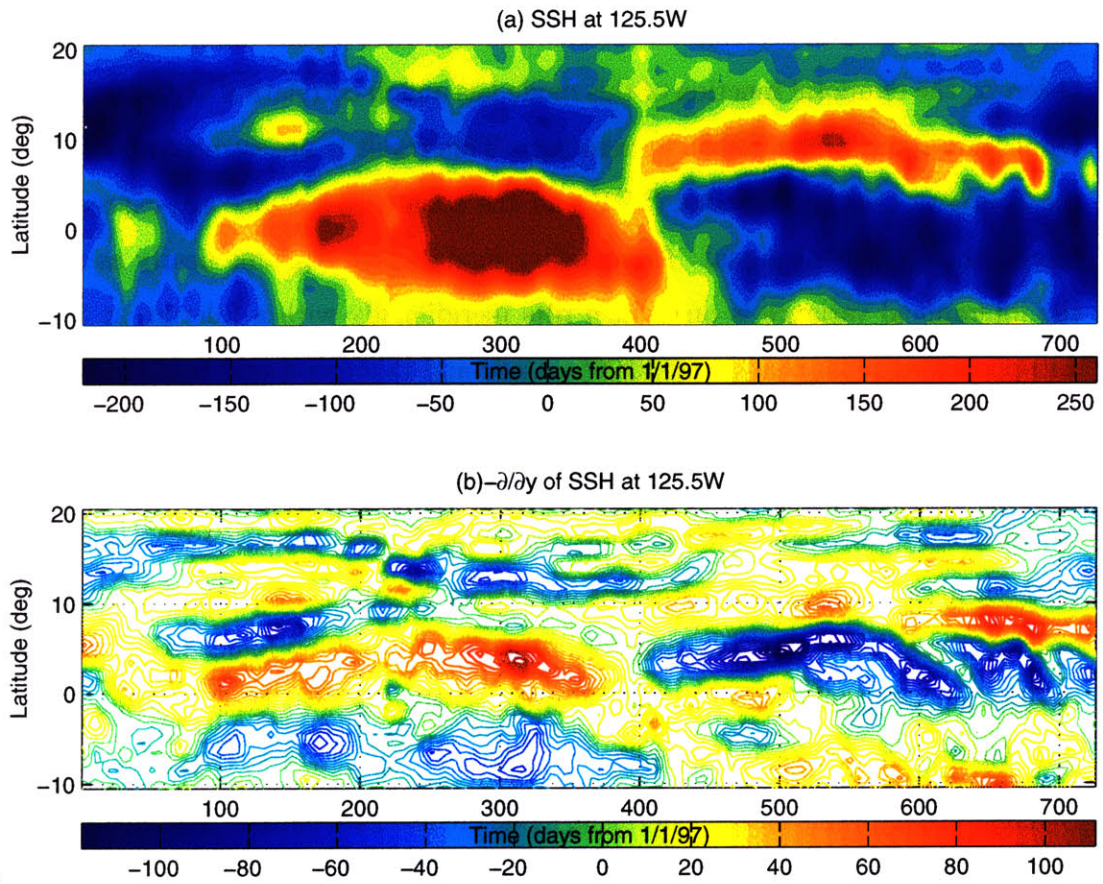 (a) SSH at 125.5W
20
10
0
−10
Latitude (deg)
100 200 300 400 500 600 700
Time (days from 1/1/97)
−200 −150 −100 −50 0 50 100 150 200 250
(b)−∂/∂y of SSH at 125.5W
20
10
0
−10
Latitude (deg)
100 200 300 400 500 600 700
Time (days from 1/1/97)
−100 −80 −60 −40 −20 0 20 40 60 80 100